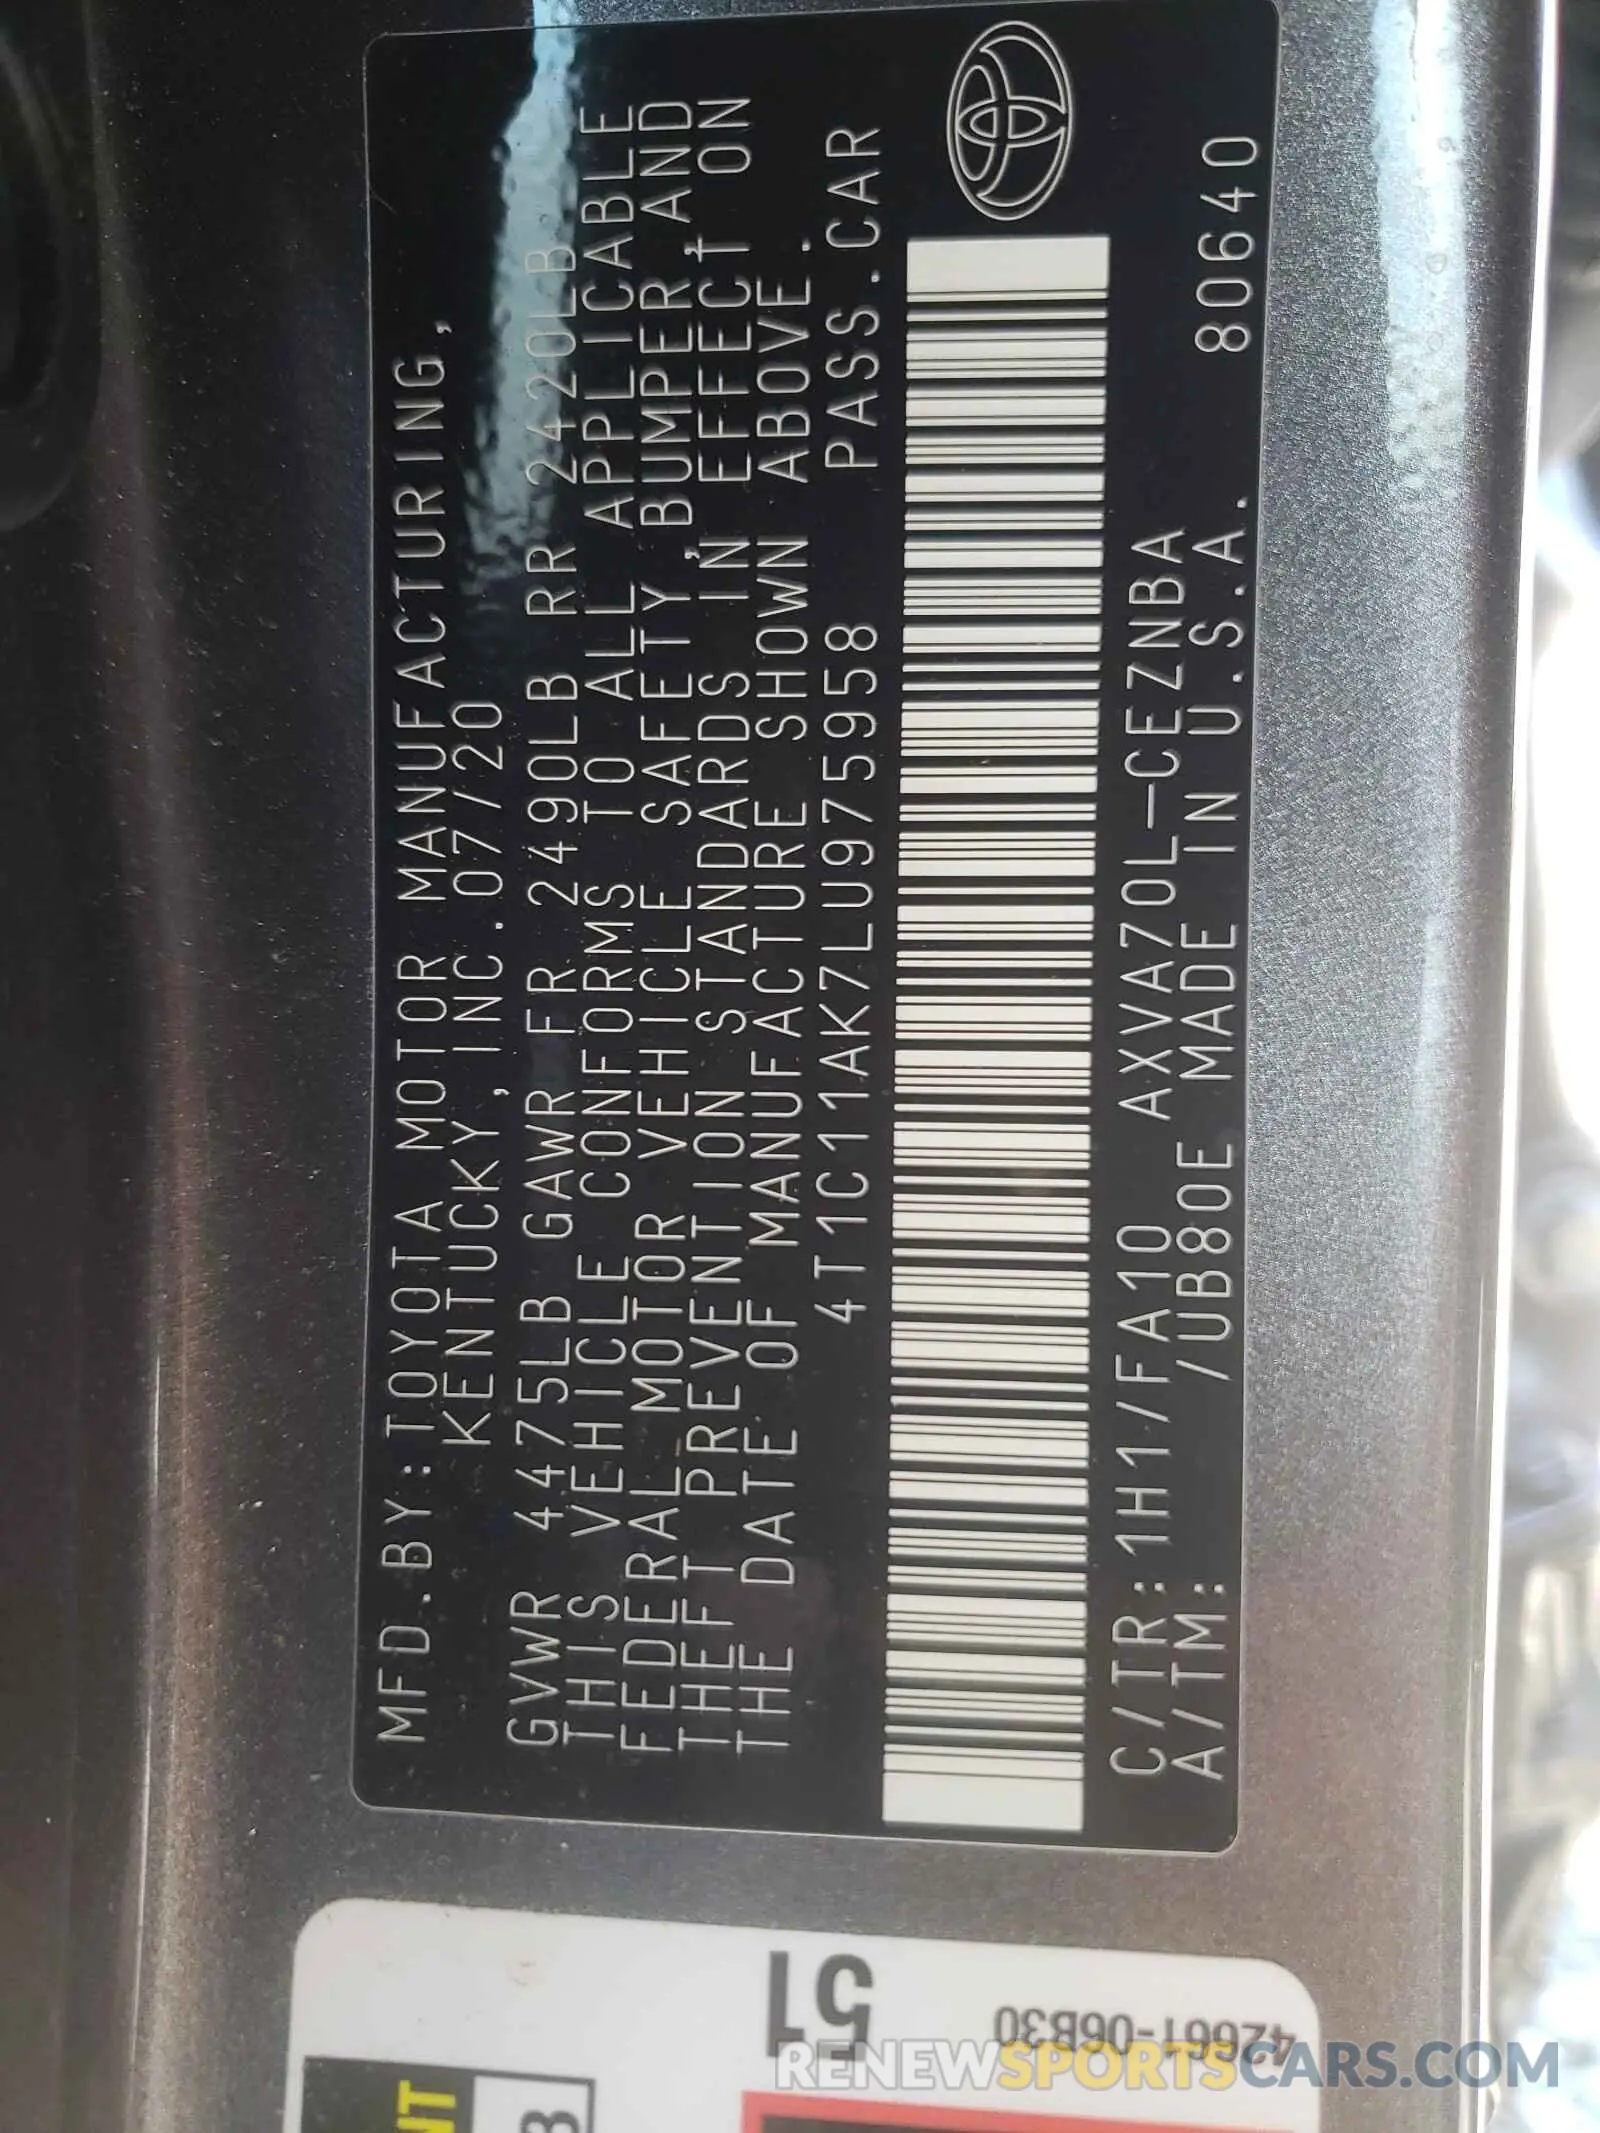 MFD.BY:TOYOTA MOTOR MANUFACTURING,
KENTUCKY,INC.07/20
GVWR 4475LB GAWR FR 2490LB RR 2420LB
THIS VEHICLE CONFORMS TO ALL APPLICABLE
FEDERAL MOTOR VEHICLE SAFETY,BUMPER,AND
THEFT PREVENTION STANDARDS IN EFFECT ON
THE DATE OF MANUFACTURE SHOWN ABOVE.
4T1C11AK7LU975958 PASS.CAR
C/TR:1H1/FA10 AXVA70L-CEZNBA
A/TM: /UB80E MADE IN U.S.A. 80640
51
42661-06B30
RENEWSPORTSCARS.COM